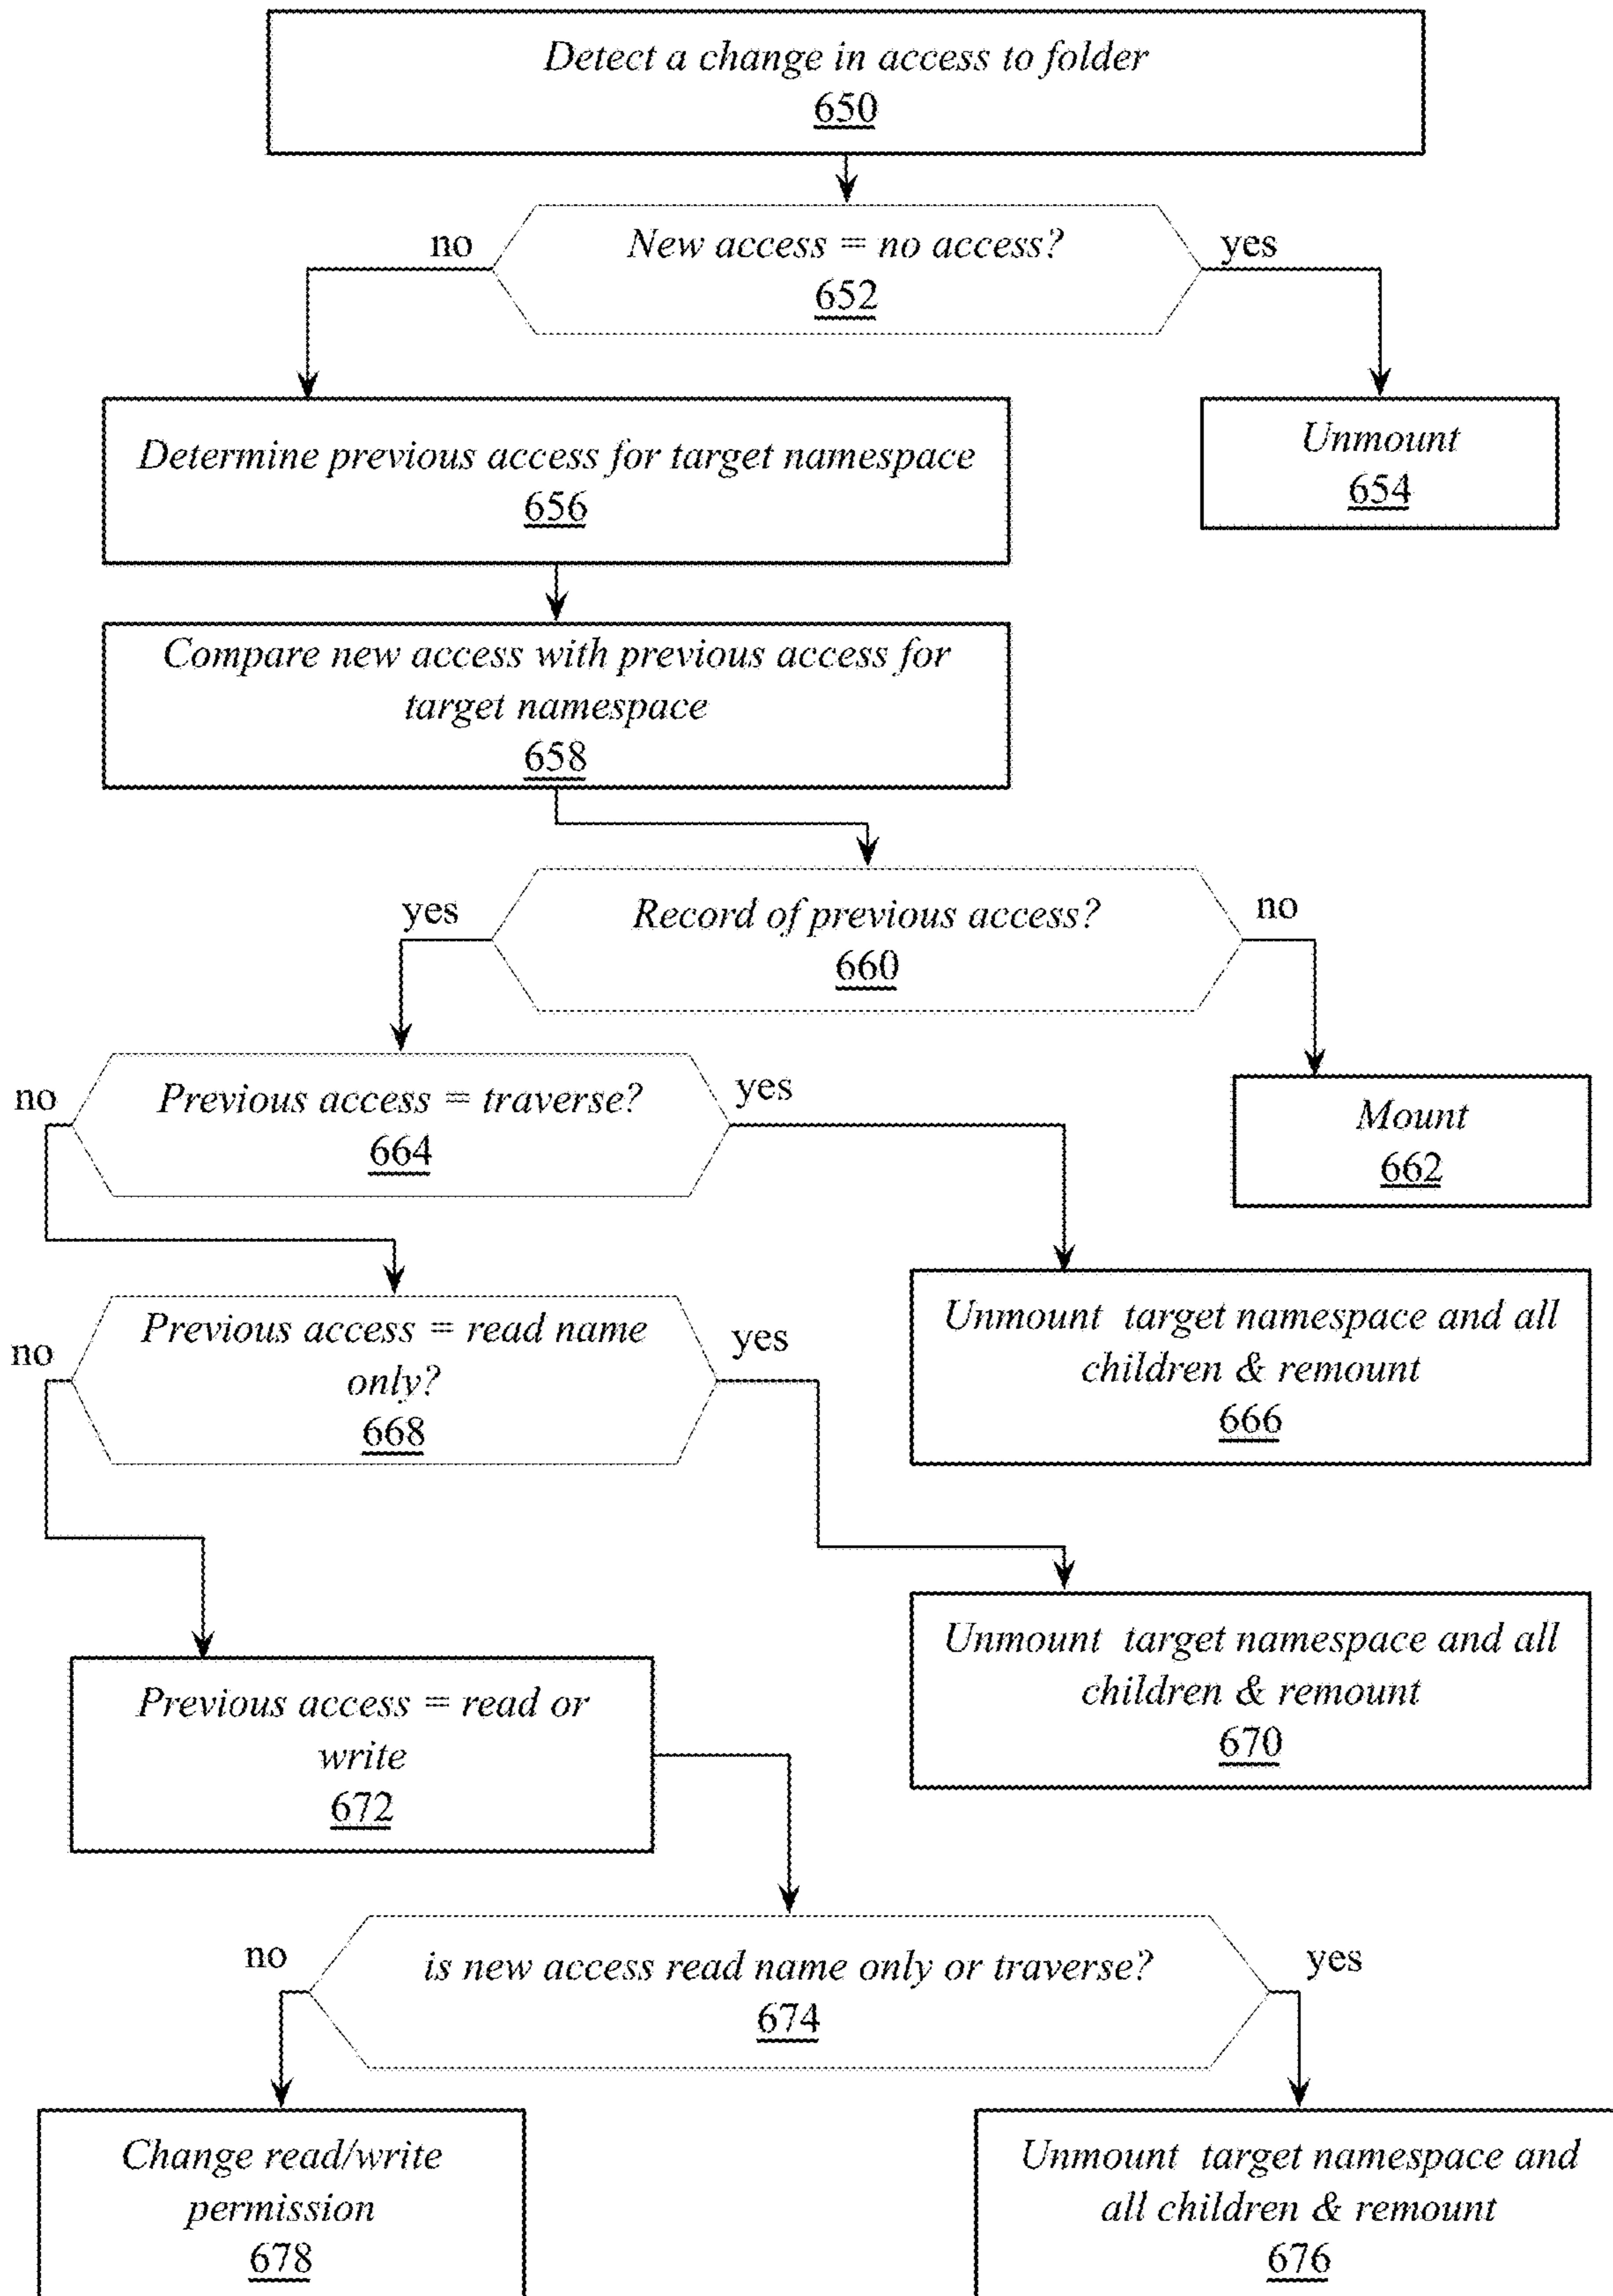 Detect a change in access to folder
650
New access = no access?
652
no
yes
Determine previous access for target namespace
656
Unmount
654
Compare new access with previous access for
target namespace
658
Record of previous access?
660
yes
no
Previous access = traverse?
664
no
yes
Mount
662
Previous access = read name
only?
668
no
yes
Unmount target namespace and all
children & remount
666
Unmount target namespace and all
children & remount
670
Previous access = read or
write
672
is new access read name only or traverse?
674
no
yes
Change read/write
permission
678
Unmount target namespace and
all children & remount
676